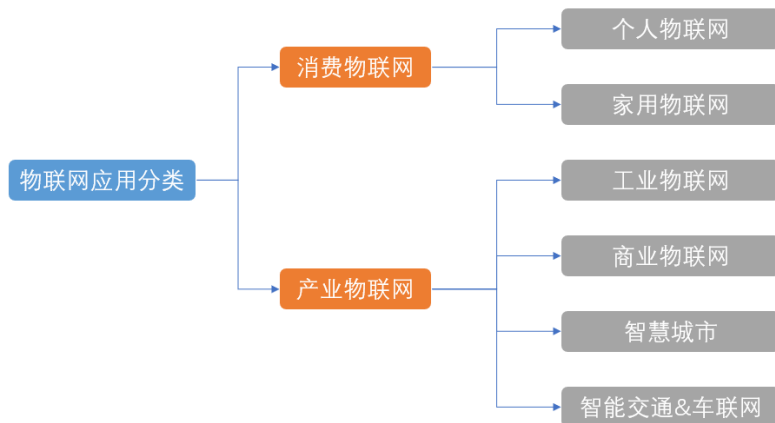 物联网应用分类
消费物联网
个人物联网
家用物联网
产业物联网
工业物联网
商业物联网
智慧城市
智能交通&车联网